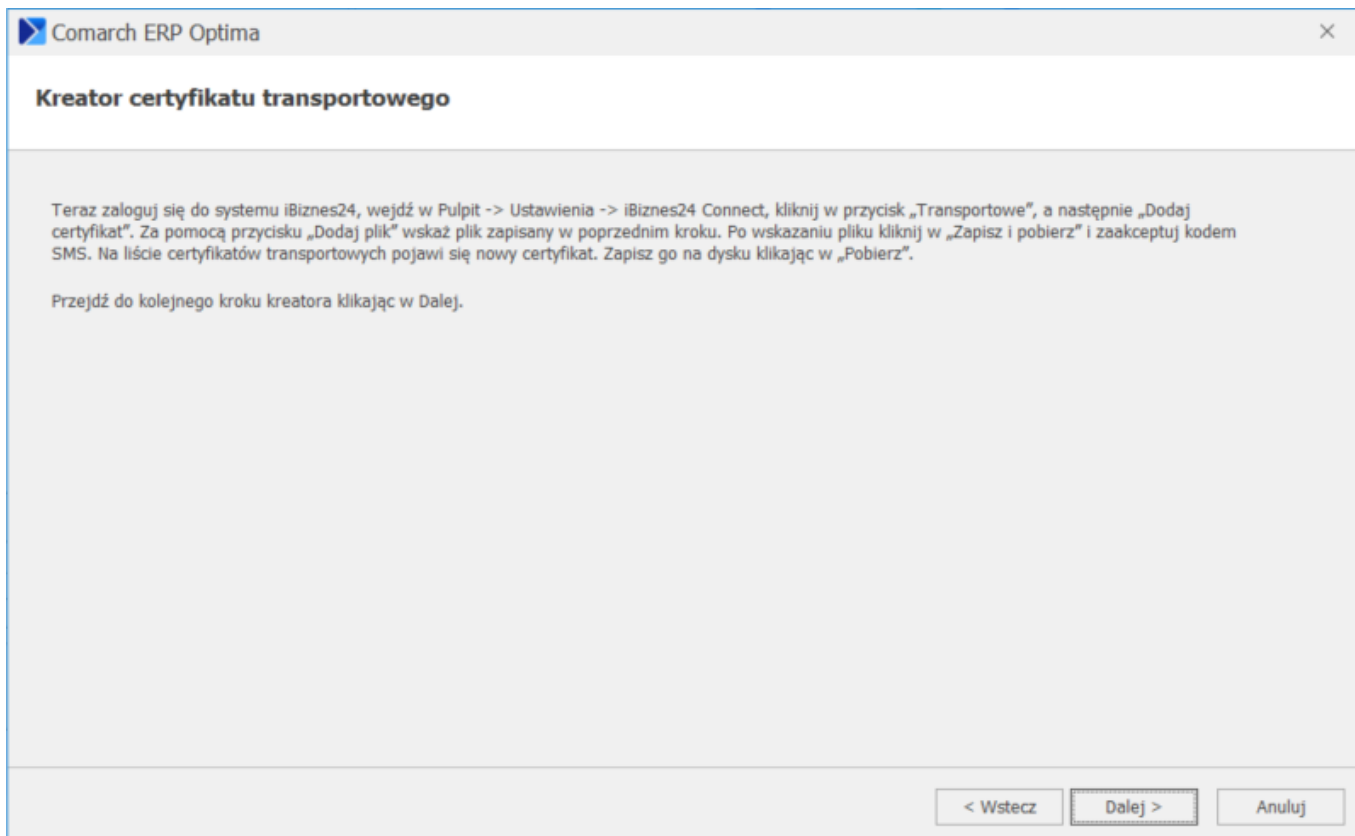 Comarch ERP Optima
Kreator certyfikatu transportowego
Teraz zaloguj się do systemu iBiznes24, wejdź w Pulpit -> Ustawienia -> iBiznes24 Connect, kliknij w przycisk „Transportowe”, a następnie „Dodaj
certyfikat”. Za pomocą przycisku „Dodaj plik” wskaż plik zapisany w poprzednim kroku. Po wskazaniu pliku kliknij w „Zapisz i pobierz” i zaakceptuj kodem
SMS. Na liście certyfikatów transportowych pojawi się nowy certyfikat. Zapisz go na dysku klikając w „Pobierz”.
Przejdź do kolejnego kroku kreatora klikając w Dalej.
< Wstecz
Dalej >
Anuluj